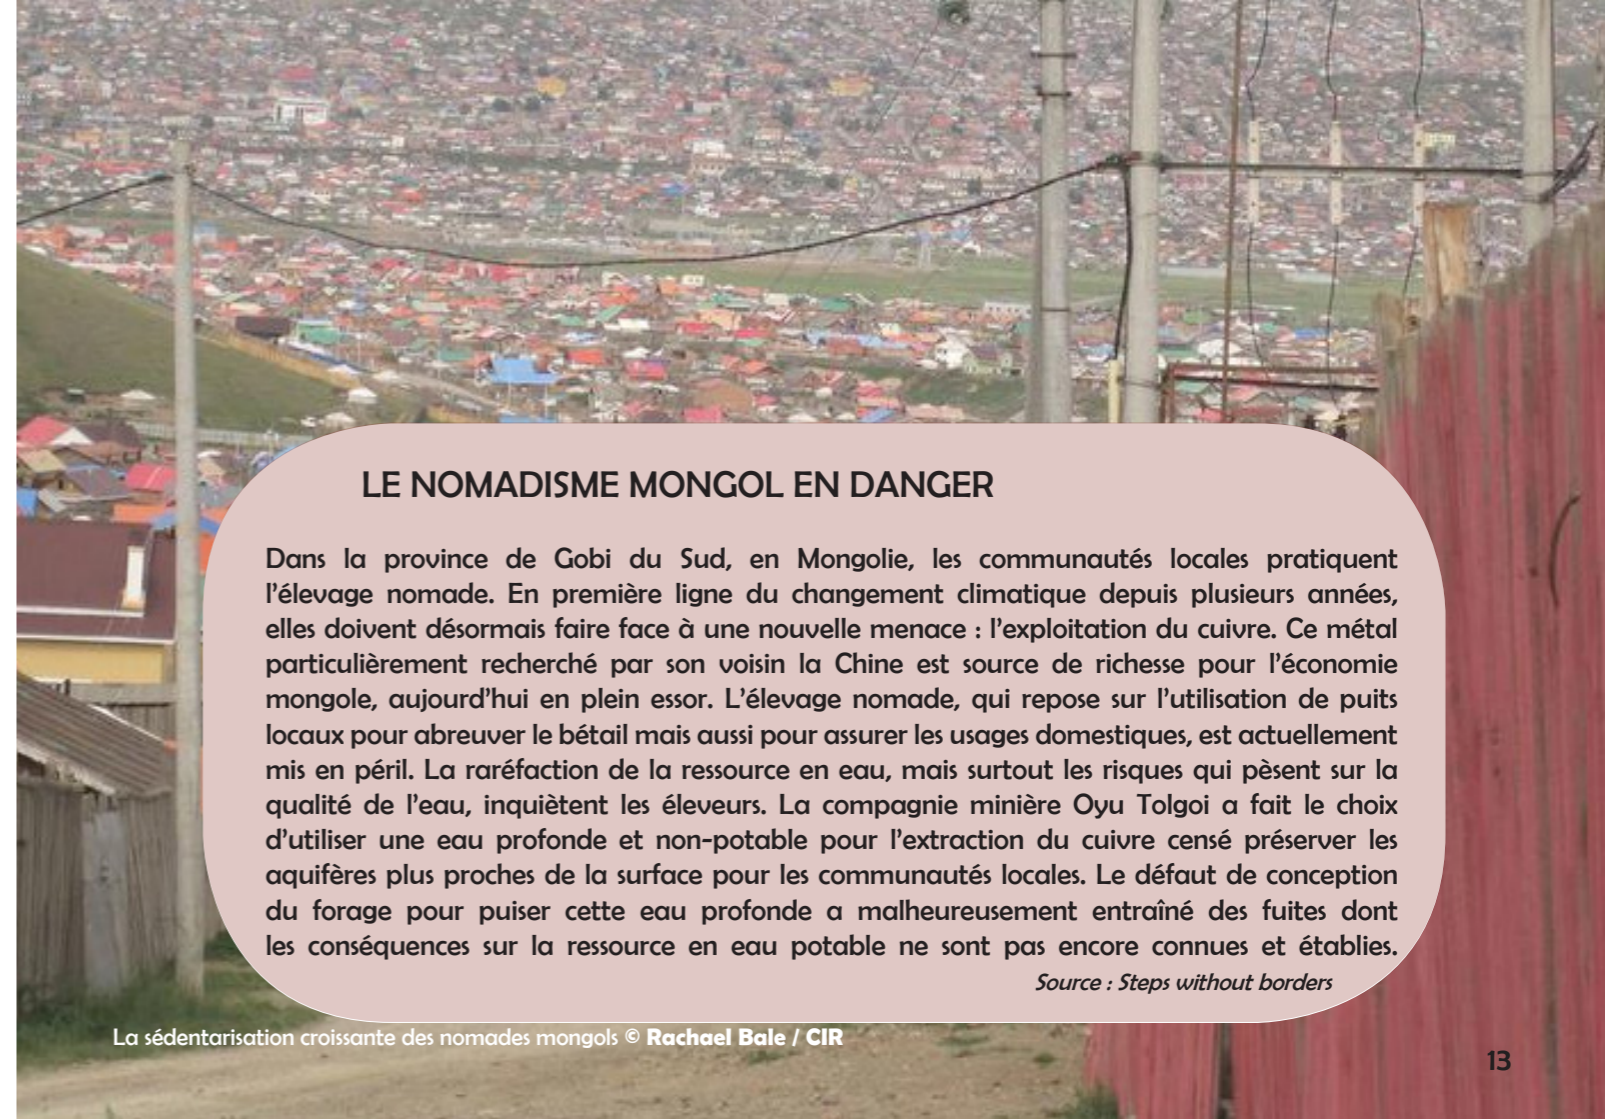 LE NOMADISME MONGOL EN DANGER
Dans la province de Gobi du Sud, en Mongolie, les communautés locales pratiquent
l'élevage nomade. En première ligne du changement climatique depuis plusieurs années,
elles doivent désormais faire face à une nouvelle menace : l'exploitation du cuivre. Ce métal
particulièrement recherché par son voisin la Chine est source de richesse pour l'économie
mongole, aujourd'hui en plein essor. L'élevage nomade, qui repose sur l'utilisation de puits
locaux pour abreuver le bétail mais aussi pour assurer les usages domestiques, est actuellement
mis en péril. La raréfaction de la ressource en eau, mais surtout les risques qui pèsent sur la
qualité de l'eau, inquiètent les éleveurs. La compagnie minière Oyu Tolgoi a fait le choix
d'utiliser une eau profonde et non-potable pour l'extraction du cuivre censé préserver les
aquifères plus proches de la surface pour les communautés locales. Le défaut de conception
du forage pour puiser cette eau profonde a malheureusement entraîné des fuites dont
les conséquences sur la ressource en eau potable ne sont pas encore connues et établies.
Source : Steps without borders
La sédentarisation croissante des nomades mongols © Rachael Bale / CIR
13